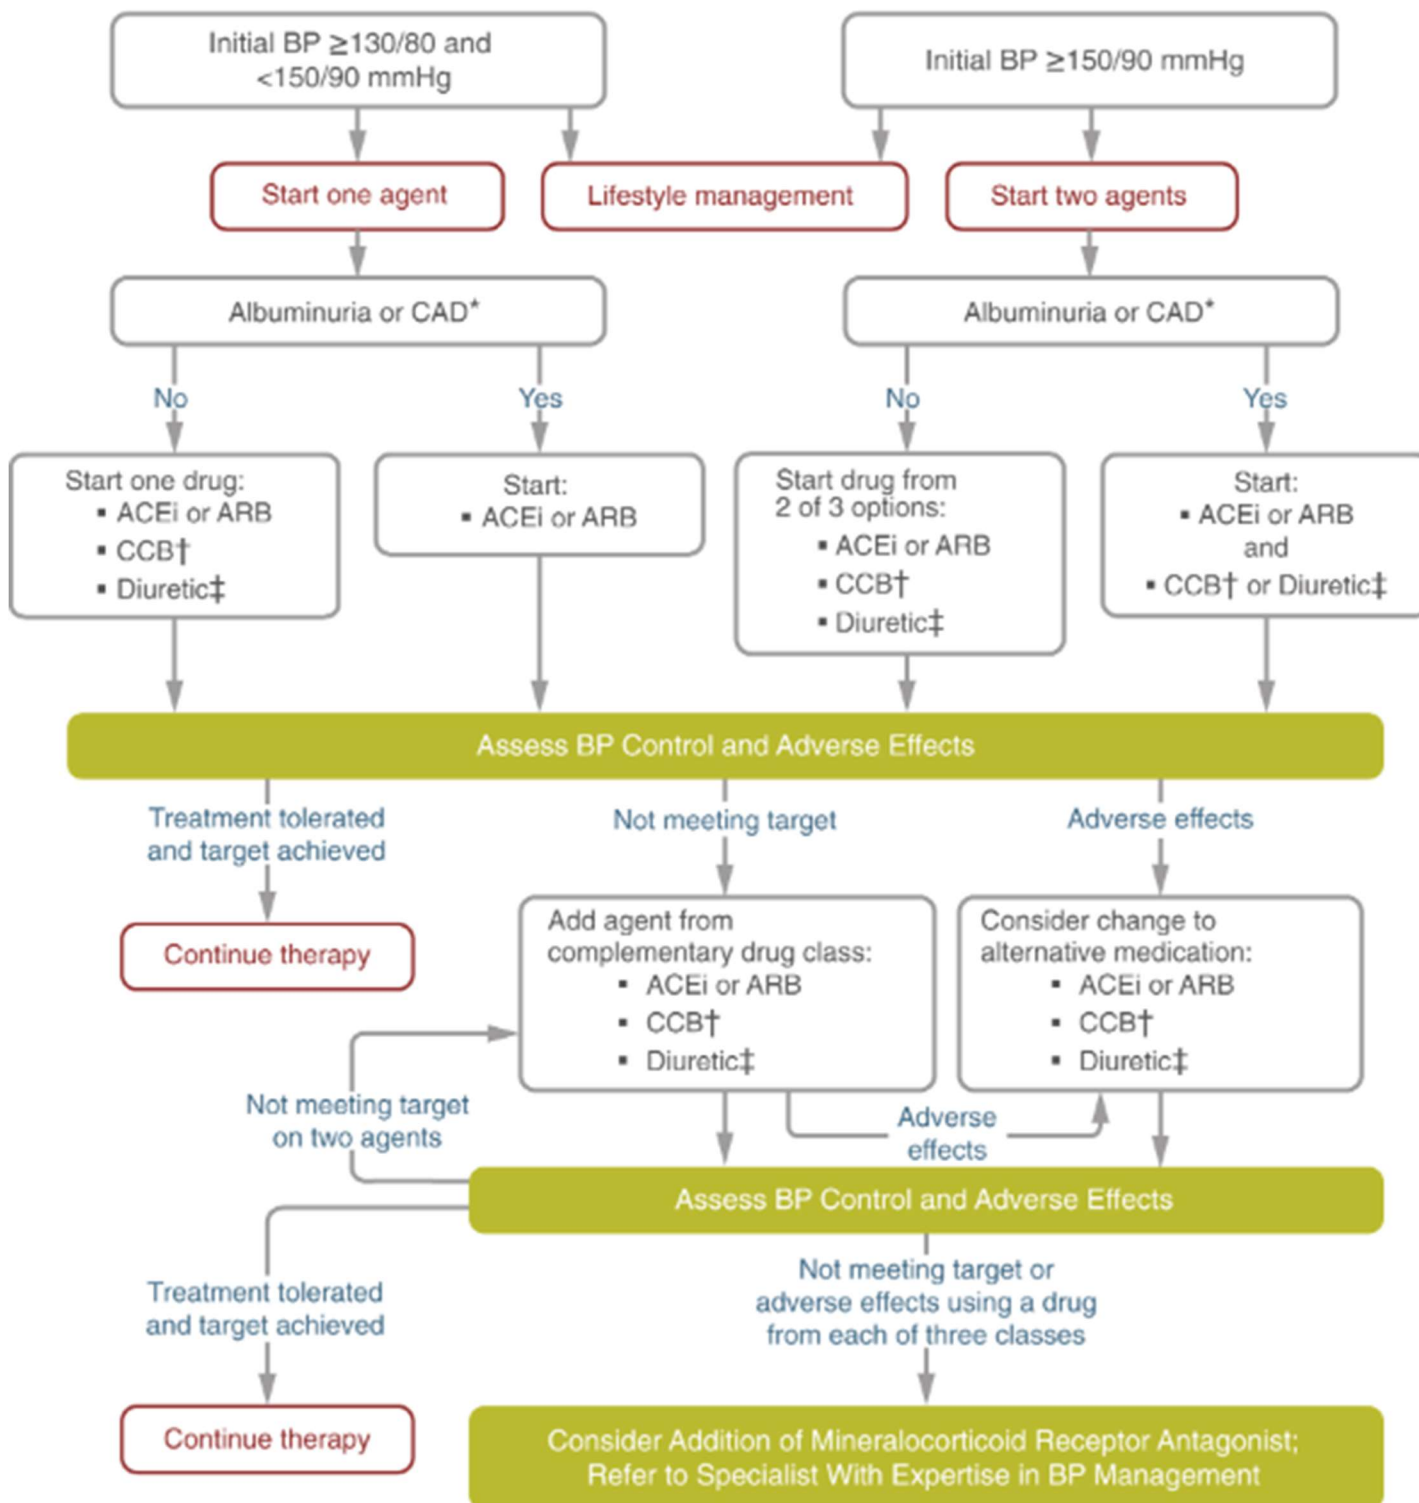 Initial BP ≥130/80 and
<150/90 mmHg
Initial BP ≥150/90 mmHg
Start one agent
Lifestyle management
Start two agents
Albuminuria or CAD*
Albuminuria or CAD*
No
Yes
No
Yes
Start one drug:
▪ ACEi or ARB
▪ CCB†
▪ Diuretic‡
Start:
▪ ACEi or ARB
Start drug from
2 of 3 options:
▪ ACEi or ARB
▪ CCB†
▪ Diuretic‡
Start:
▪ ACEi or ARB
and
▪ CCB† or Diuretic‡
Assess BP Control and Adverse Effects
Treatment tolerated
and target achieved
Not meeting target
Adverse effects
Continue therapy
Add agent from
complementary drug class:
▪ ACEi or ARB
▪ CCB†
▪ Diuretic‡
Consider change to
alternative medication:
▪ ACEi or ARB
▪ CCB†
▪ Diuretic‡
Not meeting target
on two agents
Adverse
effects
Assess BP Control and Adverse Effects
Treatment tolerated
and target achieved
Not meeting target or
adverse effects using a drug
from each of three classes
Continue therapy
Consider Addition of Mineralocorticoid Receptor Antagonist;
Refer to Specialist With Expertise in BP Management